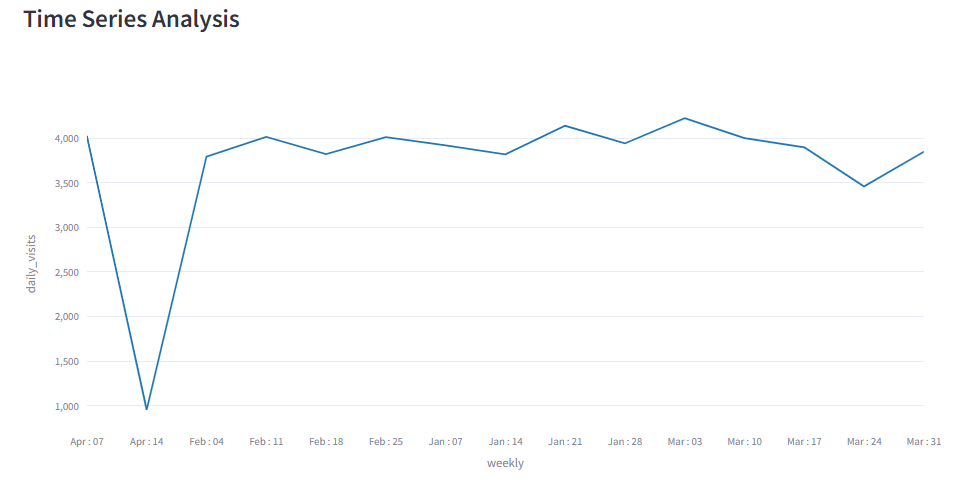 Time Series Analysis
4,000
3,500
3,000
2,500
2,000
1,500
1,000
daily_visits
Apr : 07 Apr : 14 Feb : 04 Feb : 11 Feb : 18 Feb : 25 Jan : 07 Jan : 14 Jan : 21 Jan : 28 Mar : 03 Mar : 10 Mar : 17 Mar : 24 Mar : 31
weekly